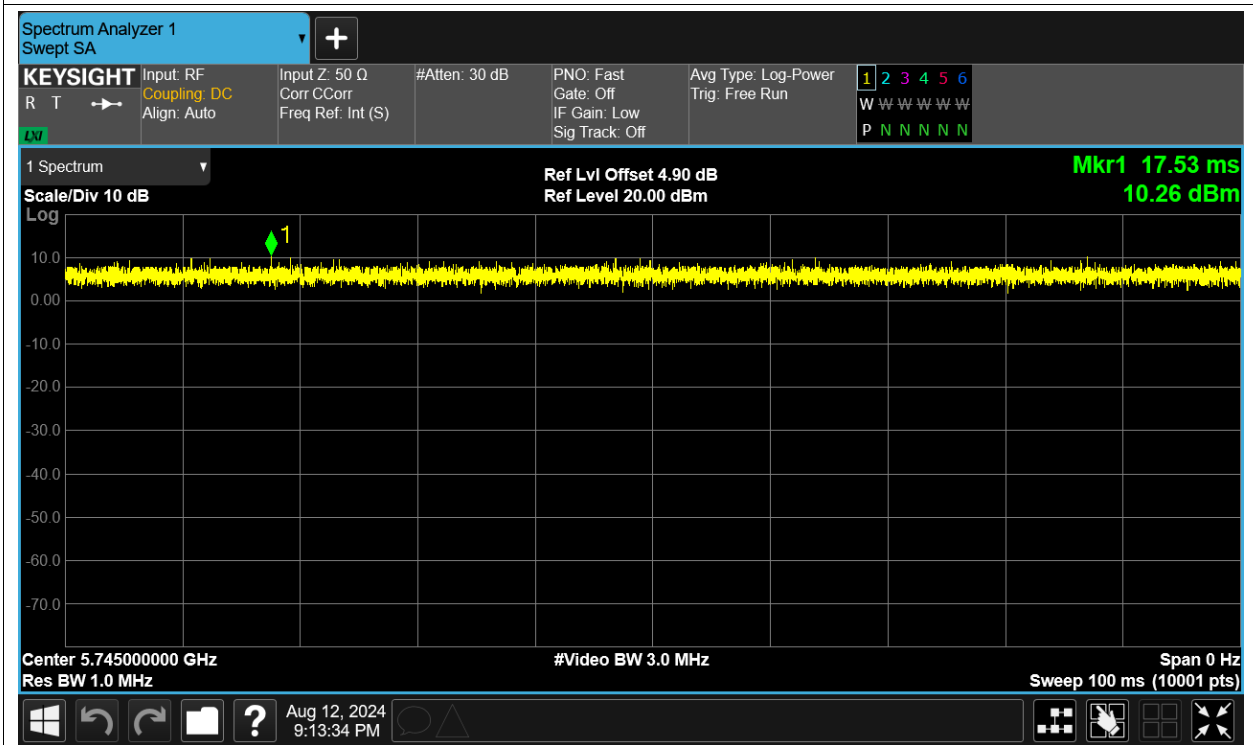 Spectrum Analyzer 1
Swept SA
+
KEYSIGHT
R T
LXI
Input: RF
Coupling: DC
Align: Auto
Input Z: 50 Ω
Corr CCorr
Freq Ref: Int (S)
#Atten: 30 dB
PNO: Fast
Gate: Off
IF Gain: Low
Sig Track: Off
Avg Type: Log-Power
Trig: Free Run
1 2 3 4 5 6
W W W W W W
P N N N N N
1 Spectrum
Scale/Div 10 dB
Ref Lvl Offset 4.90 dB
Ref Level 20.00 dBm
Mkr1 17.53 ms
10.26 dBm
Log
1
10.0
0.00
-10.0
-20.0
-30.0
-40.0
-50.0
-60.0
-70.0
Center 5.745000000 GHz
Res BW 1.0 MHz
#Video BW 3.0 MHz
Span 0 Hz
Sweep 100 ms (10001 pts)
?
Aug 12, 2024
9:13:34 PM